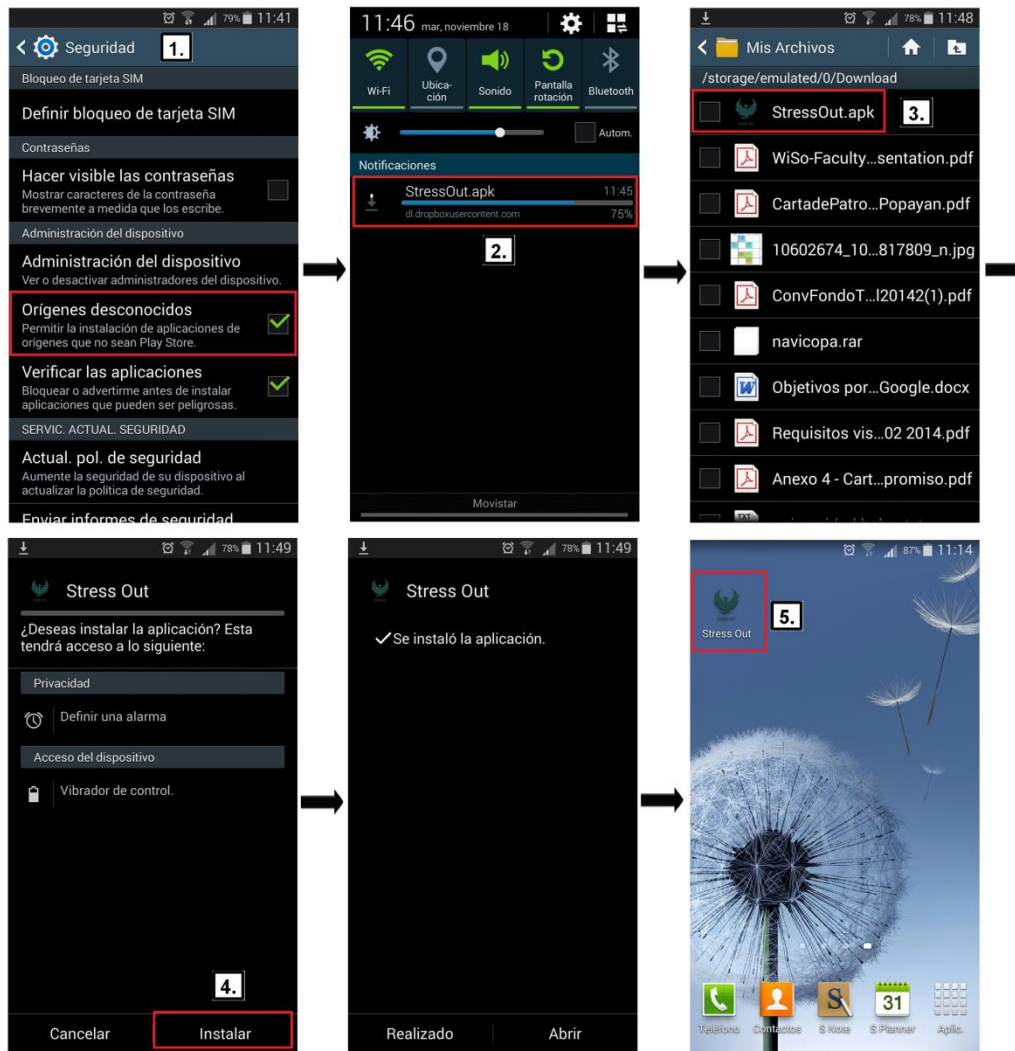 79% 11:41
Seguridad
1.
Bloqueo de tarjeta SIM
Definir bloqueo de tarjeta SIM
Contraseñas
Hacer visible las contraseñas
Mostrar caracteres de la contraseña
brevemente a medida que los escribe.
Administración del dispositivo
Administración del dispositivo
Ver o desactivar administradores del dispositivo.
Orígenes desconocidos
Permitir la instalación de aplicaciones de
orígenes que no sean Play Store.
Verificar las aplicaciones
Bloquear o advertirme antes de instalar
aplicaciones que pueden ser peligrosas.
SERVIC. ACTUAL. SEGURIDAD
Actual. pol. de seguridad
Aumente la seguridad de su dispositivo al
actualizar la política de seguridad.
Enviar informes de seguridad
11:46 mar, noviembre 18
Wi-Fi
Ubica-
ción
Sonido
Pantalla
rotación
Bluetooth
Autom.
Notificaciones
StressOut.apk 11:45
dl.dropboxusercontent.com 75%
2.
Movistar
78% 11:48
Mis Archivos
/storage/emulated/0/Download
StressOut.apk
3.
WiSo-Faculty...sentation.pdf
CartadePatro...Popayan.pdf
10602674_10...817809_n.jpg
ConvFondoT...l20142(1).pdf
navicopa.rar
Objetivos por...Google.docx
Requisitos vis...02 2014.pdf
Anexo 4 - Cart...promiso.pdf
TXT
78% 11:49
Stress Out
¿Deseas instalar la aplicación? Esta
tendrá acceso a lo siguiente:
Privacidad
Definir una alarma
Acceso del dispositivo
Vibrador de control.
4.
Cancelar Instalar
78% 11:49
Stress Out
Se instaló la aplicación.
Realizado Abrir
87% 11:14
5.
Stress Out
S
31
Teléfono Contactos S Note S Planner Aplic.